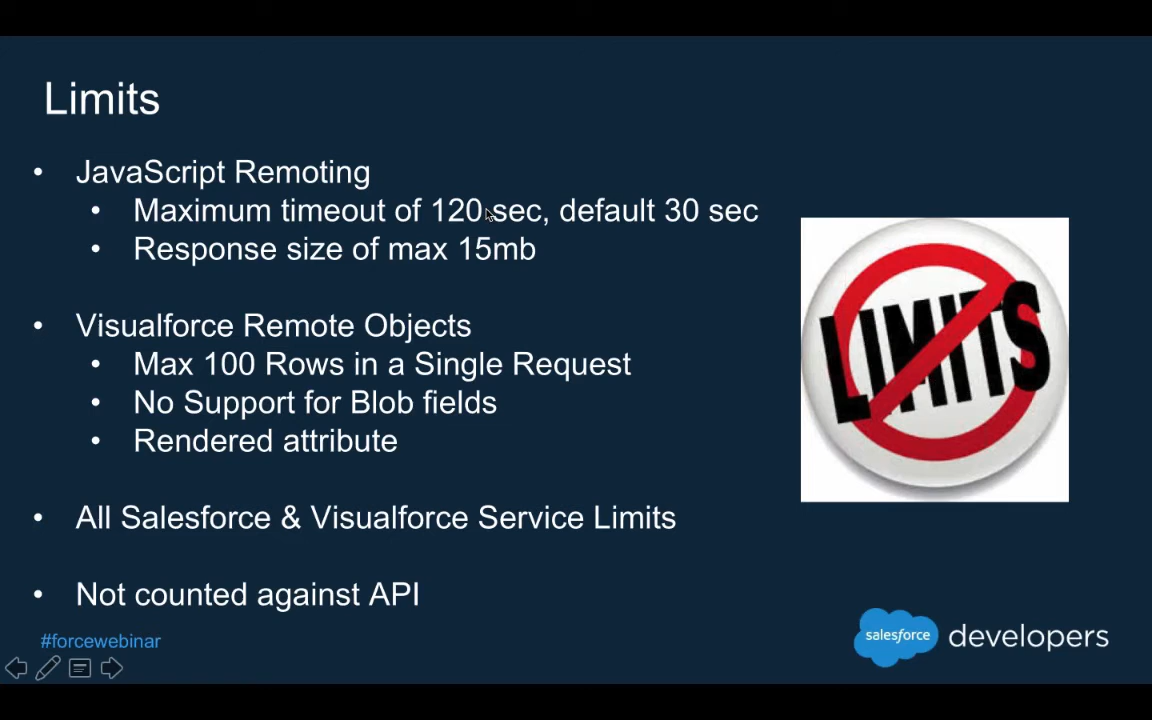 Limits
• JavaScript Remoting
• Maximum timeout of 120 sec, default 30 sec
• Response size of max 15mb
• Visualforce Remote Objects
• Max 100 Rows in a Single Request
• No Support for Blob fields
• Rendered attribute
• All Salesforce & Visualforce Service Limits
• Not counted against API
LIMITS
#forcewebinar
salesforce developers